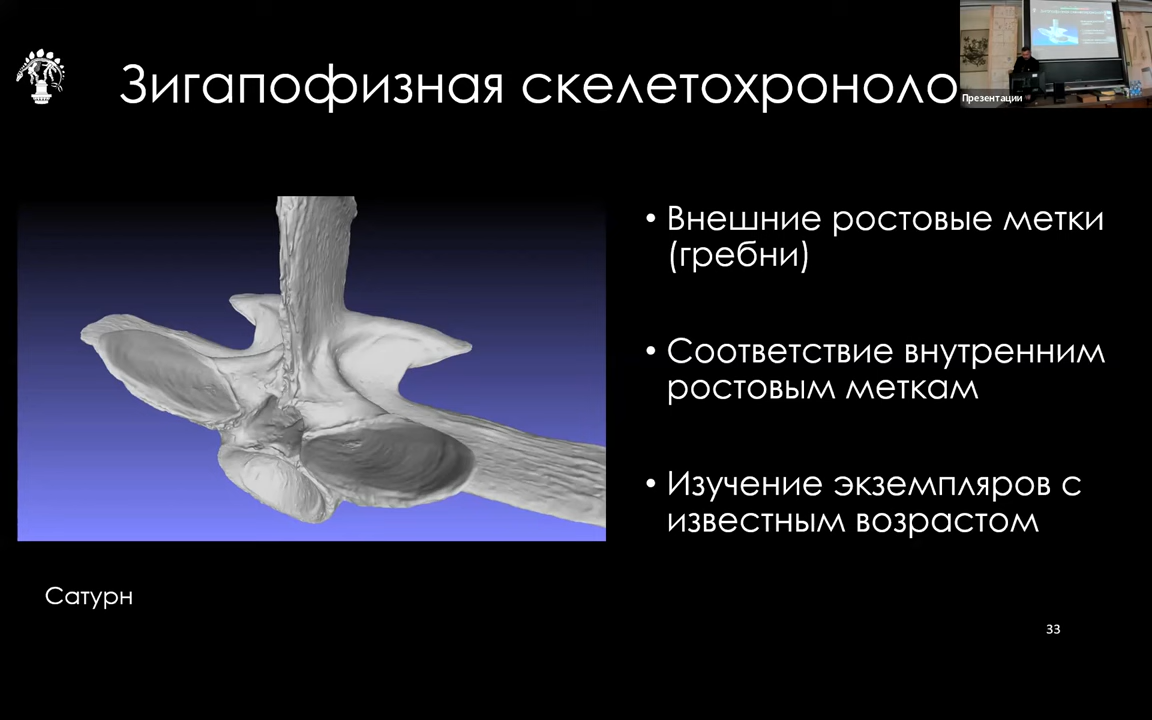 Зигапофизная скелетохроноло
Презентации
• Внешние ростовые метки
(гребни)
• Соответствие внутренним
ростовым меткам
• Изучение экземпляров с
известным возрастом
Сатурн
33